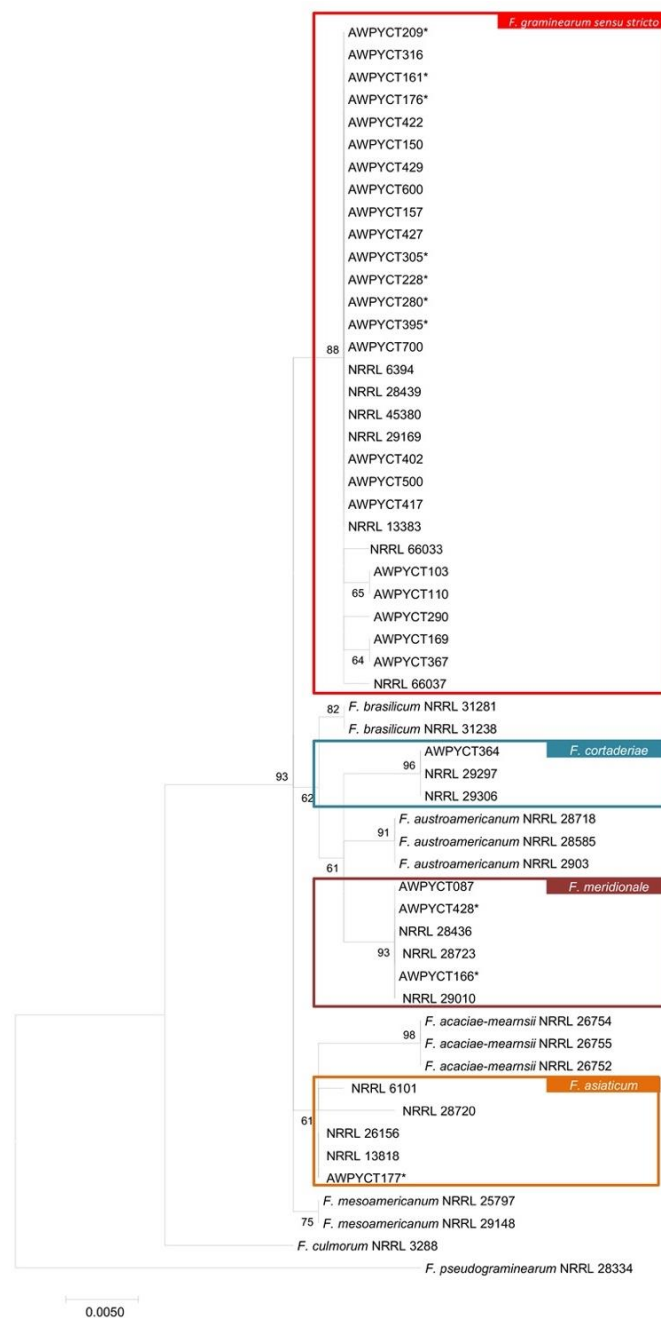 F. graminearum sensu stricto
AWPYCT209*
AWPYCT316
AWPYCT161*
AWPYCT176*
AWPYCT422
AWPYCT150
AWPYCT429
AWPYCT600
AWPYCT157
AWPYCT427
AWPYCT305*
AWPYCT228*
AWPYCT280*
AWPYCT395*
AWPYCT700
88
NRRL 6394
NRRL 28439
NRRL 45380
NRRL 29169
AWPYCT402
AWPYCT500
AWPYCT417
NRRL 13383
NRRL 66033
AWPYCT103
65 AWPYCT110
AWPYCT290
AWPYCT169
64 AWPYCT367
NRRL 66037
82 F. brasilicum NRRL 31281
F. brasilicum NRRL 31238
AWPYCT364 F. cortaderiae
96 NRRL 29297
93
62 NRRL 29306
F. austroamericanum NRRL 28718
91 F. austroamericanum NRRL 28585
F. austroamericanum NRRL 2903
61
AWPYCT087 F. meridionale
AWPYCT428*
NRRL 28436
93 NRRL 28723
AWPYCT166*
NRRL 29010
F. acaciae-mearnsii NRRL 26754
98 F. acaciae-mearnsii NRRL 26755
F. acaciae-mearnsii NRRL 26752
NRRL 6101 F. asiaticum
61 NRRL 28720
NRRL 26156
NRRL 13818
AWPYCT177*
F. mesoamericanum NRRL 25797
75 F. mesoamericanum NRRL 29148
F. culmorum NRRL 3288
F. pseudograminearum NRRL 28334
0.0050